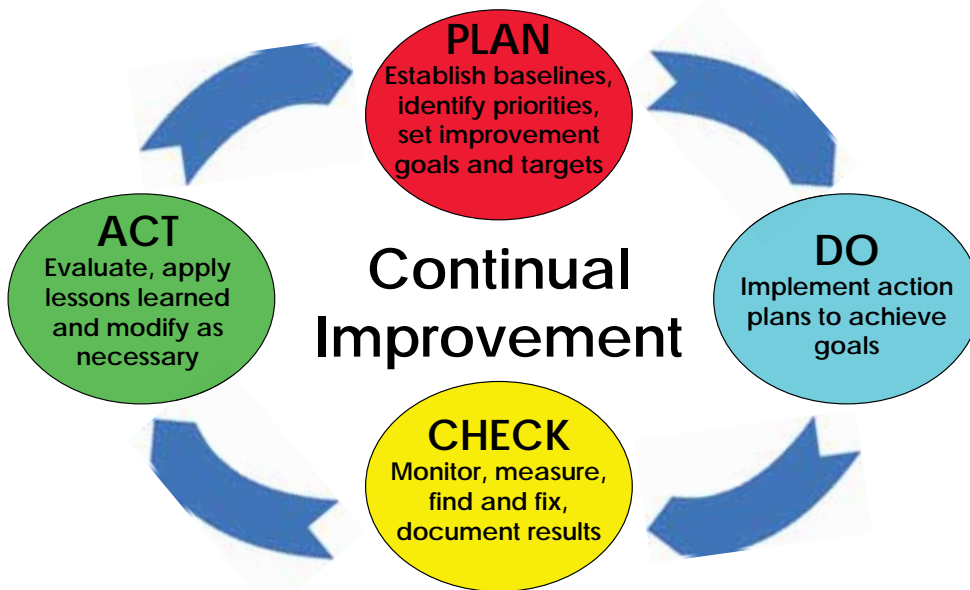 PLAN
Establish baselines,
identify priorities,
set improvement
goals and targets
ACT
Evaluate, apply
lessons learned
and modify as
necessary
Continual
Improvement
DO
Implement action
plans to achieve
goals
CHECK
Monitor, measure,
find and fix,
document results